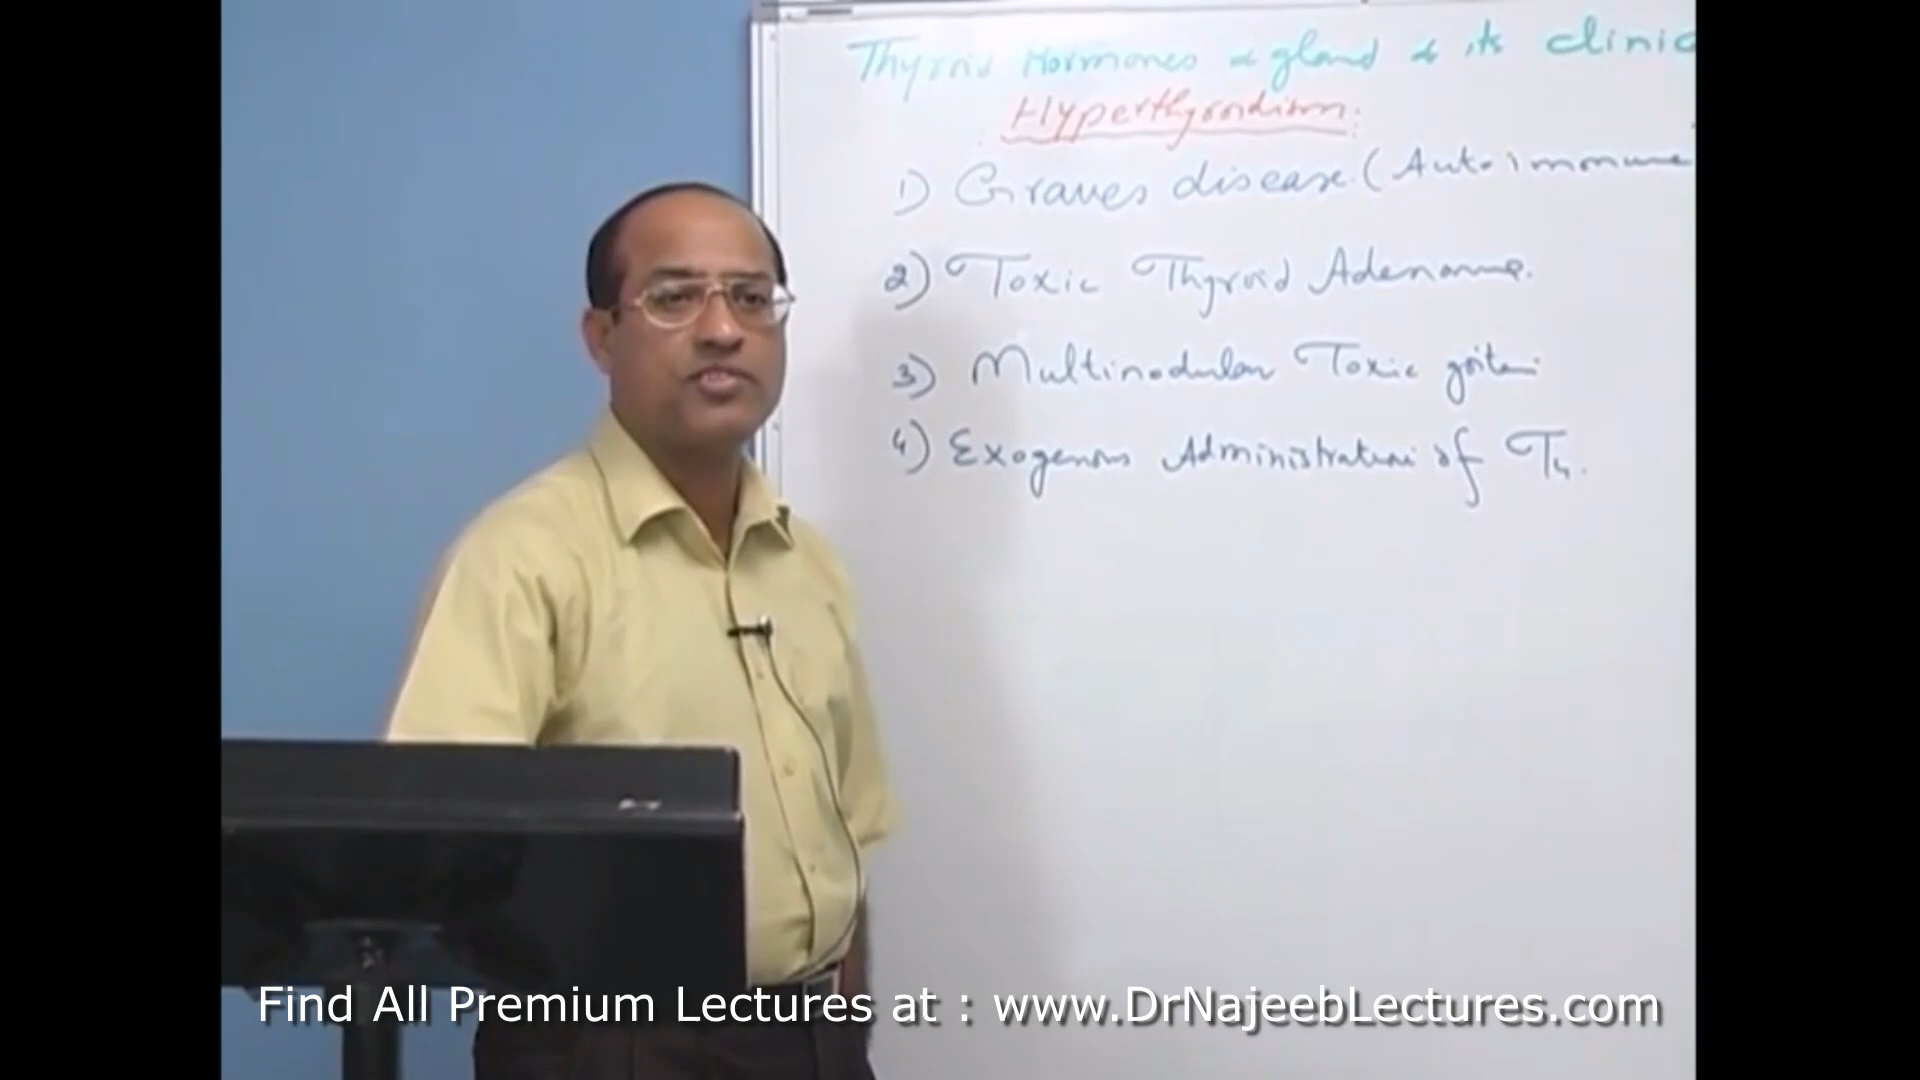 Thyroid Hormones & gland & its clinic
Hyperthyroidism
1) Graves disease (Autoimmune
2) Toxic Thyroid Adenoma.
3) Multinodular Toxic goiter
4) Exogenous Administration of T4.
Find All Premium Lectures at : www.DrNajeebLectures.com